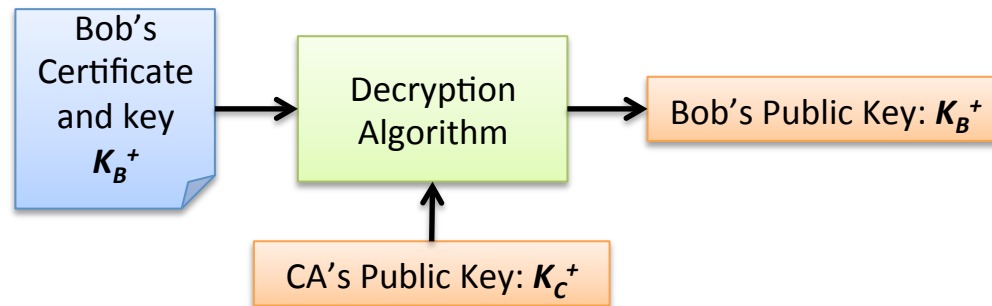 Bob's
Certificate
and key
K_B^+
Decryption
Algorithm
Bob's Public Key: K_B^+
CA's Public Key: K_C^+